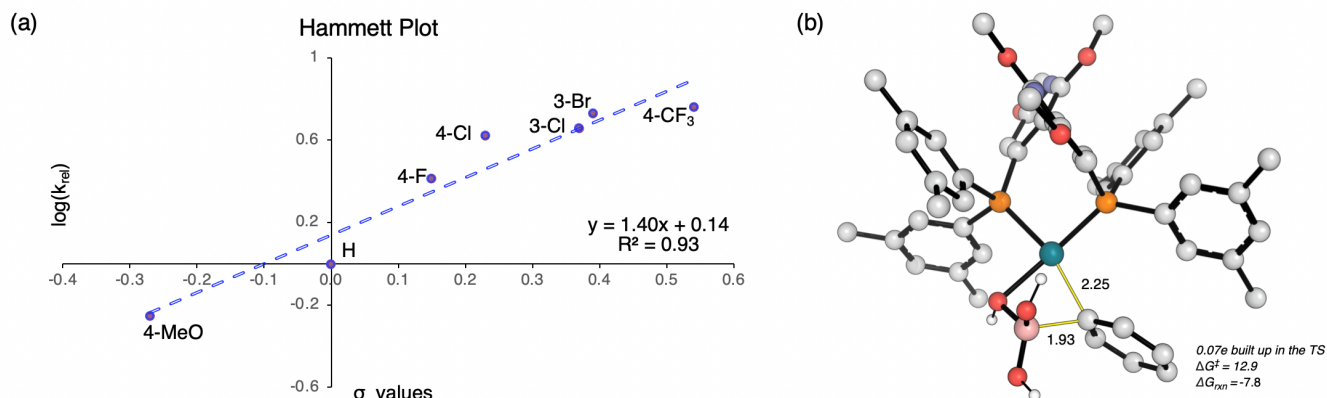 (a)
Hammett Plot
1
0.6
0.2
-0.2
-0.6
log(krel)
-0.4 -0.3 -0.2 -0.1 0 0.1 0.2 0.3 0.4 0.5 0.6
4-MeO
H
4-F
4-Cl
3-Cl
3-Br
4-CF3
y = 1.40x + 0.14
R² = 0.93
σ values
(b)
2.25
1.93
0.07e built up in the TS
ΔG‡ = 12.9
ΔGrxn = -7.8